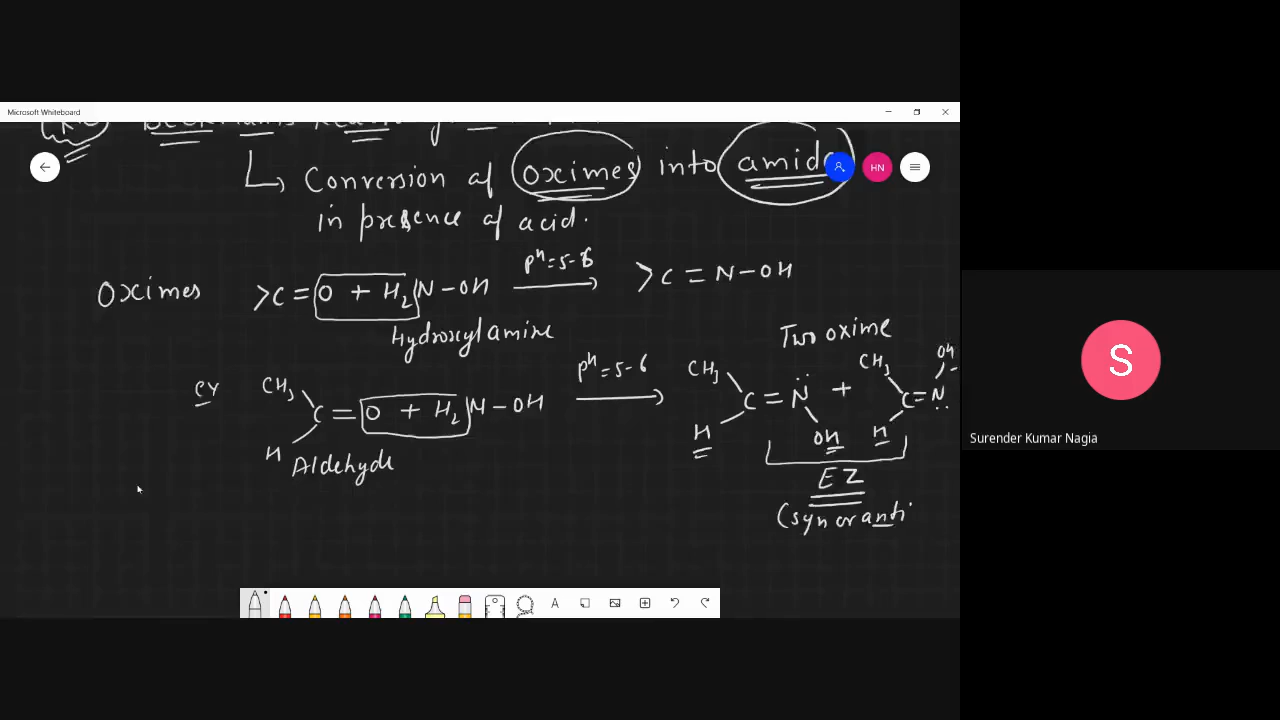 Microsoft Whiteboard
↳ Conversion of oximes into amide
in presence of acid.
HN
Oximes >C=O + H₂N-OH pᴴ=5-6 → >C=N-OH
Hydroxylamine
Two oxime
ex CH₃ H C=O + H₂N-OH pᴴ=5-6 → CH₃ H C=N̈ OH + CH₃ H C=N̤ OH
Aldehyde
E Z
(syn or anti
A
S
Surender Kumar Nagia